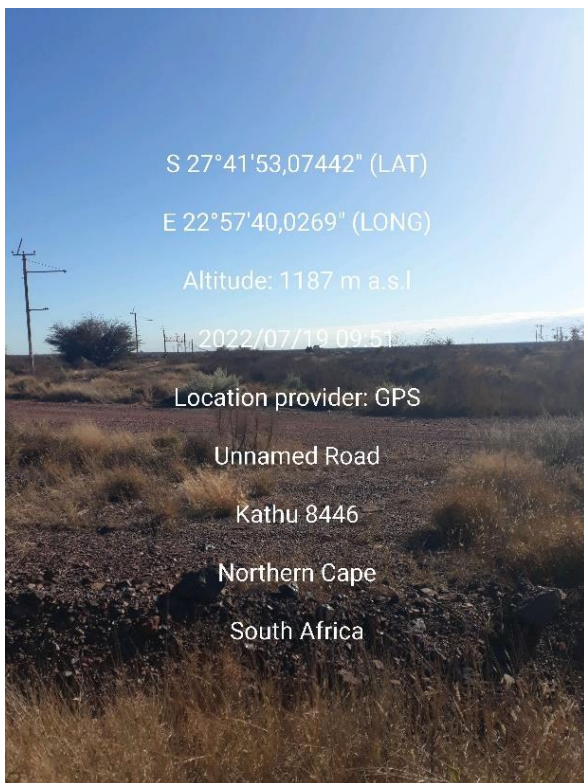 S 27°41'53,07442" (LAT)
E 22°57'40,0269" (LONG)
Altitude: 1187 m a.s.l
2022/07/19 09:51
Location provider: GPS
Unnamed Road
Kathu 8446
Northern Cape
South Africa